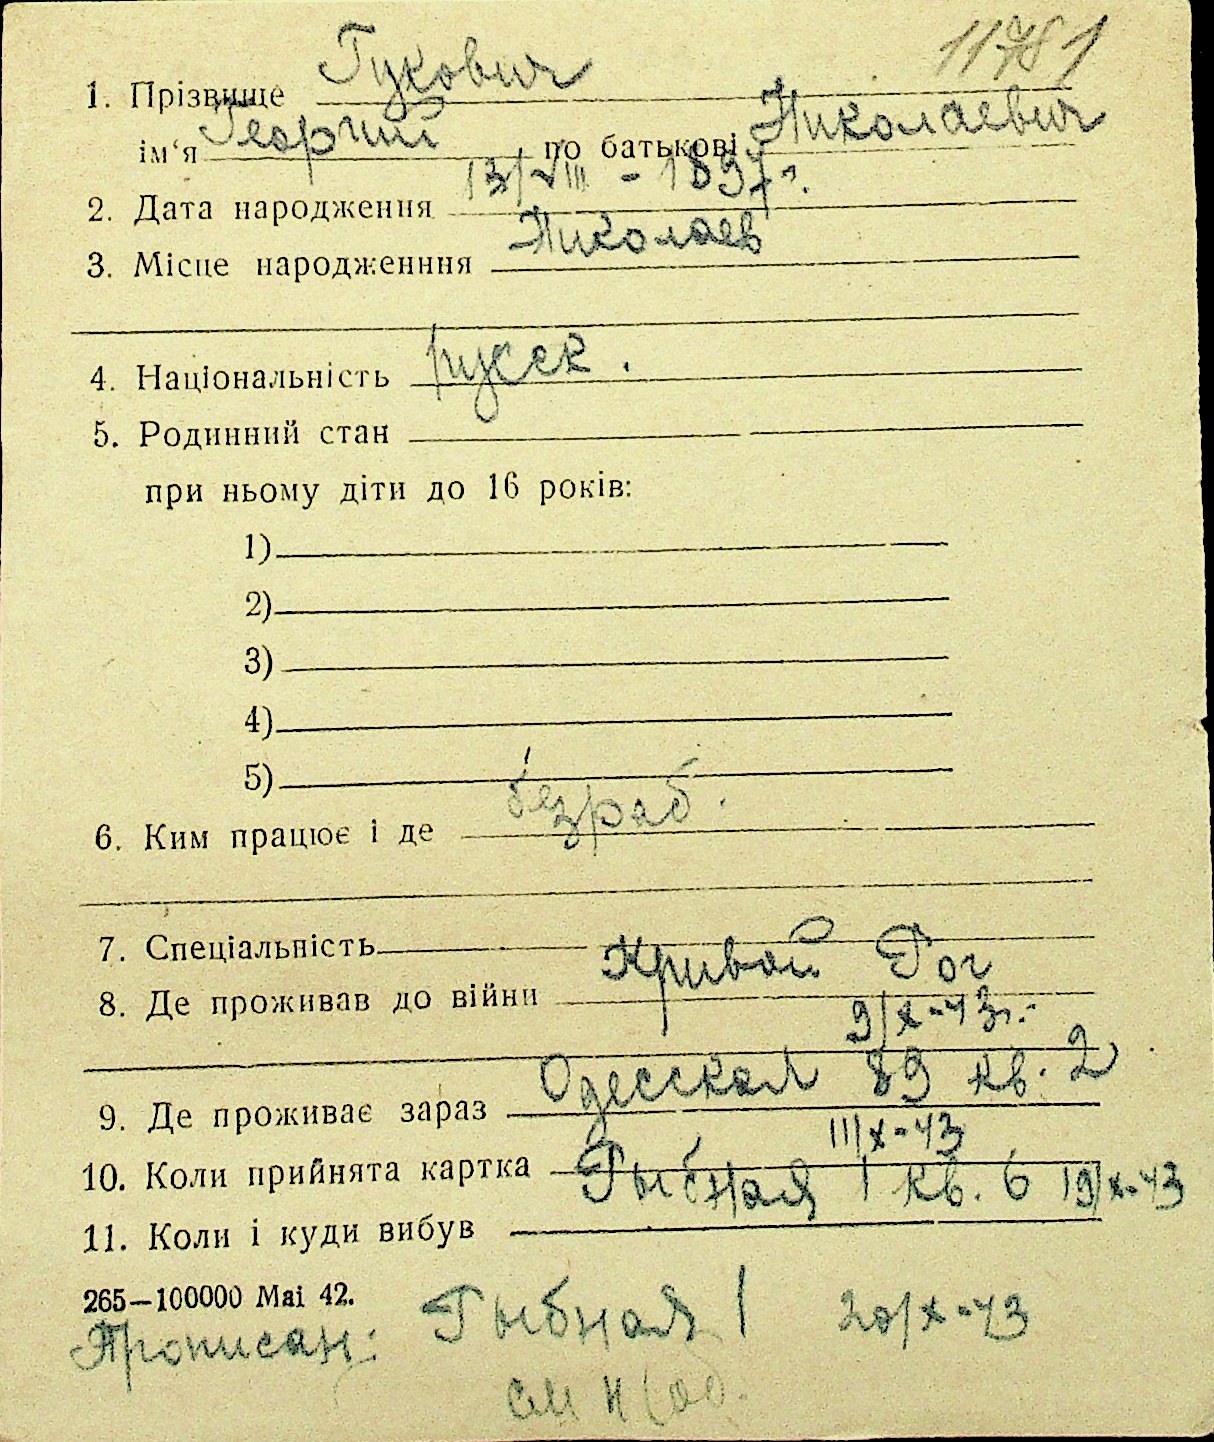 11781
1. Прізвище Гукович
ім‘я Георгий по батькові Николаевич
2. Дата народження 13/VIII - 1897 г.
3. Місце народженння Николаев
4. Національність русск.
5. Родинний стан
при ньому діти до 16 років:
1)
2)
3)
4)
5)
6. Ким працює і де безраб.
7. Спеціальність
8. Де проживав до війни Кривой Рог
9/X-43г.
9. Де проживає зараз Одесская 89 кв. 2
10. Коли прийнята картка III/X-43
Рыбная 1 кв. 6 19/X-43
11. Коли і куди вибув
265—100000 Mai 42.
Прописан: Рыбная 1 20/X-43
см